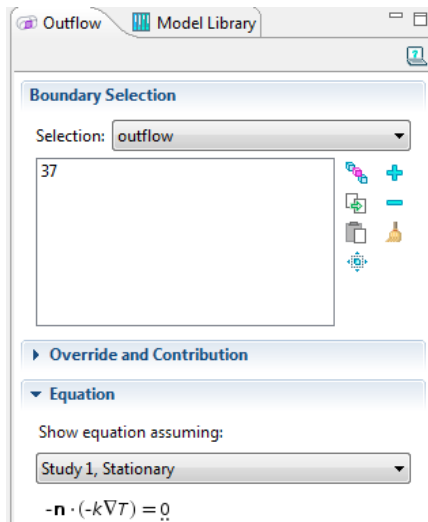 Outflow Model Library
Boundary Selection
Selection: outflow
37
Override and Contribution
Equation
Show equation assuming:
Study 1, Stationary
-n · (-k∇T) = 0